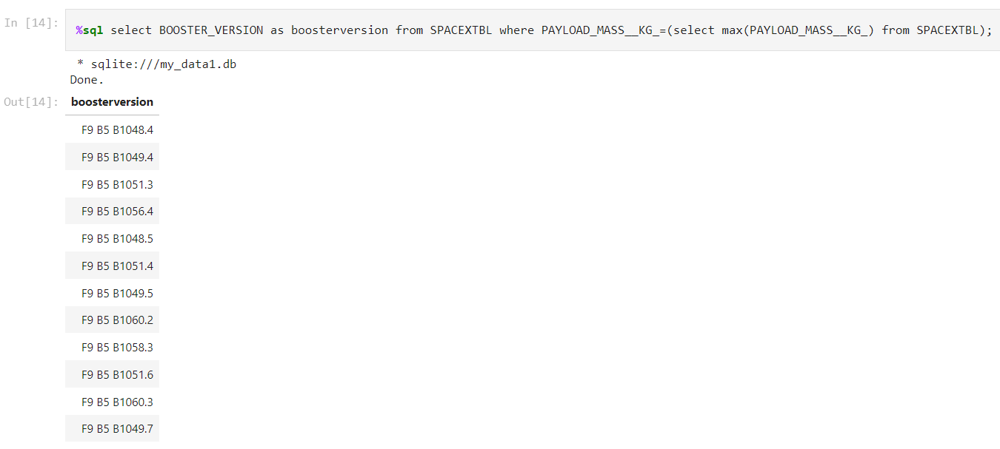 In [14]:
%sql select BOOSTER_VERSION as boosterversion from SPACEXTBL where PAYLOAD_MASS__KG_=(select max(PAYLOAD_MASS__KG_) from SPACEXTBL);
* sqlite:///my_data1.db
Done.
Out[14]:
boosterversion
F9 B5 B1048.4
F9 B5 B1049.4
F9 B5 B1051.3
F9 B5 B1056.4
F9 B5 B1048.5
F9 B5 B1051.4
F9 B5 B1049.5
F9 B5 B1060.2
F9 B5 B1058.3
F9 B5 B1051.6
F9 B5 B1060.3
F9 B5 B1049.7